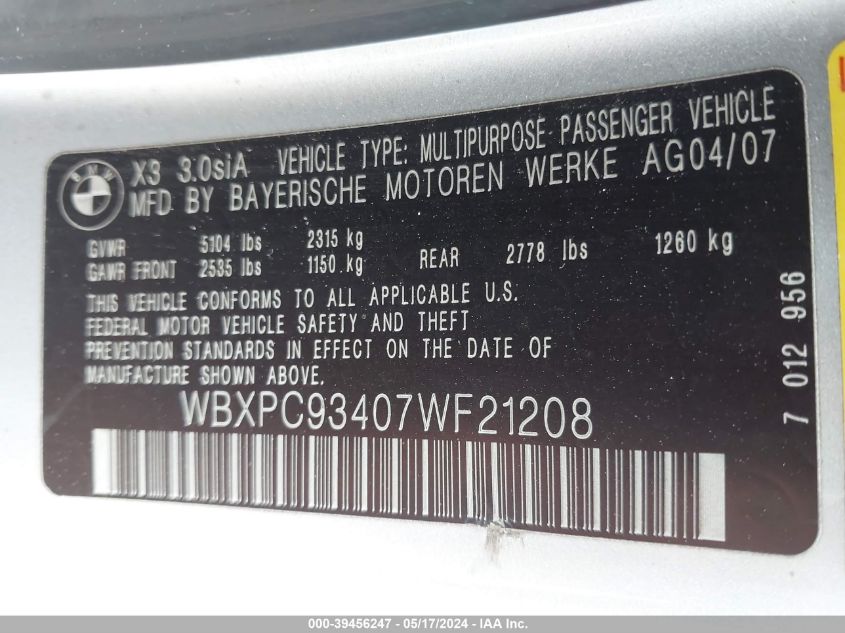 BMW
X3 3.0siA VEHICLE TYPE: MULTIPURPOSE PASSENGER VEHICLE
MFD BY BAYERISCHE MOTOREN WERKE AG04/07
GVWR 5104 lbs 2315 kg
GAWR FRONT 2535 lbs 1150 kg REAR 2778 lbs 1260 kg
THIS VEHICLE CONFORMS TO ALL APPLICABLE U.S.
FEDERAL MOTOR VEHICLE SAFETY AND THEFT
PREVENTION STANDARDS IN EFFECT ON THE DATE OF
MANUFACTURE SHOWN ABOVE.
WBXPC93407WF21208
7 012 956
000-39456247 - 05/17/2024 - IAA Inc.